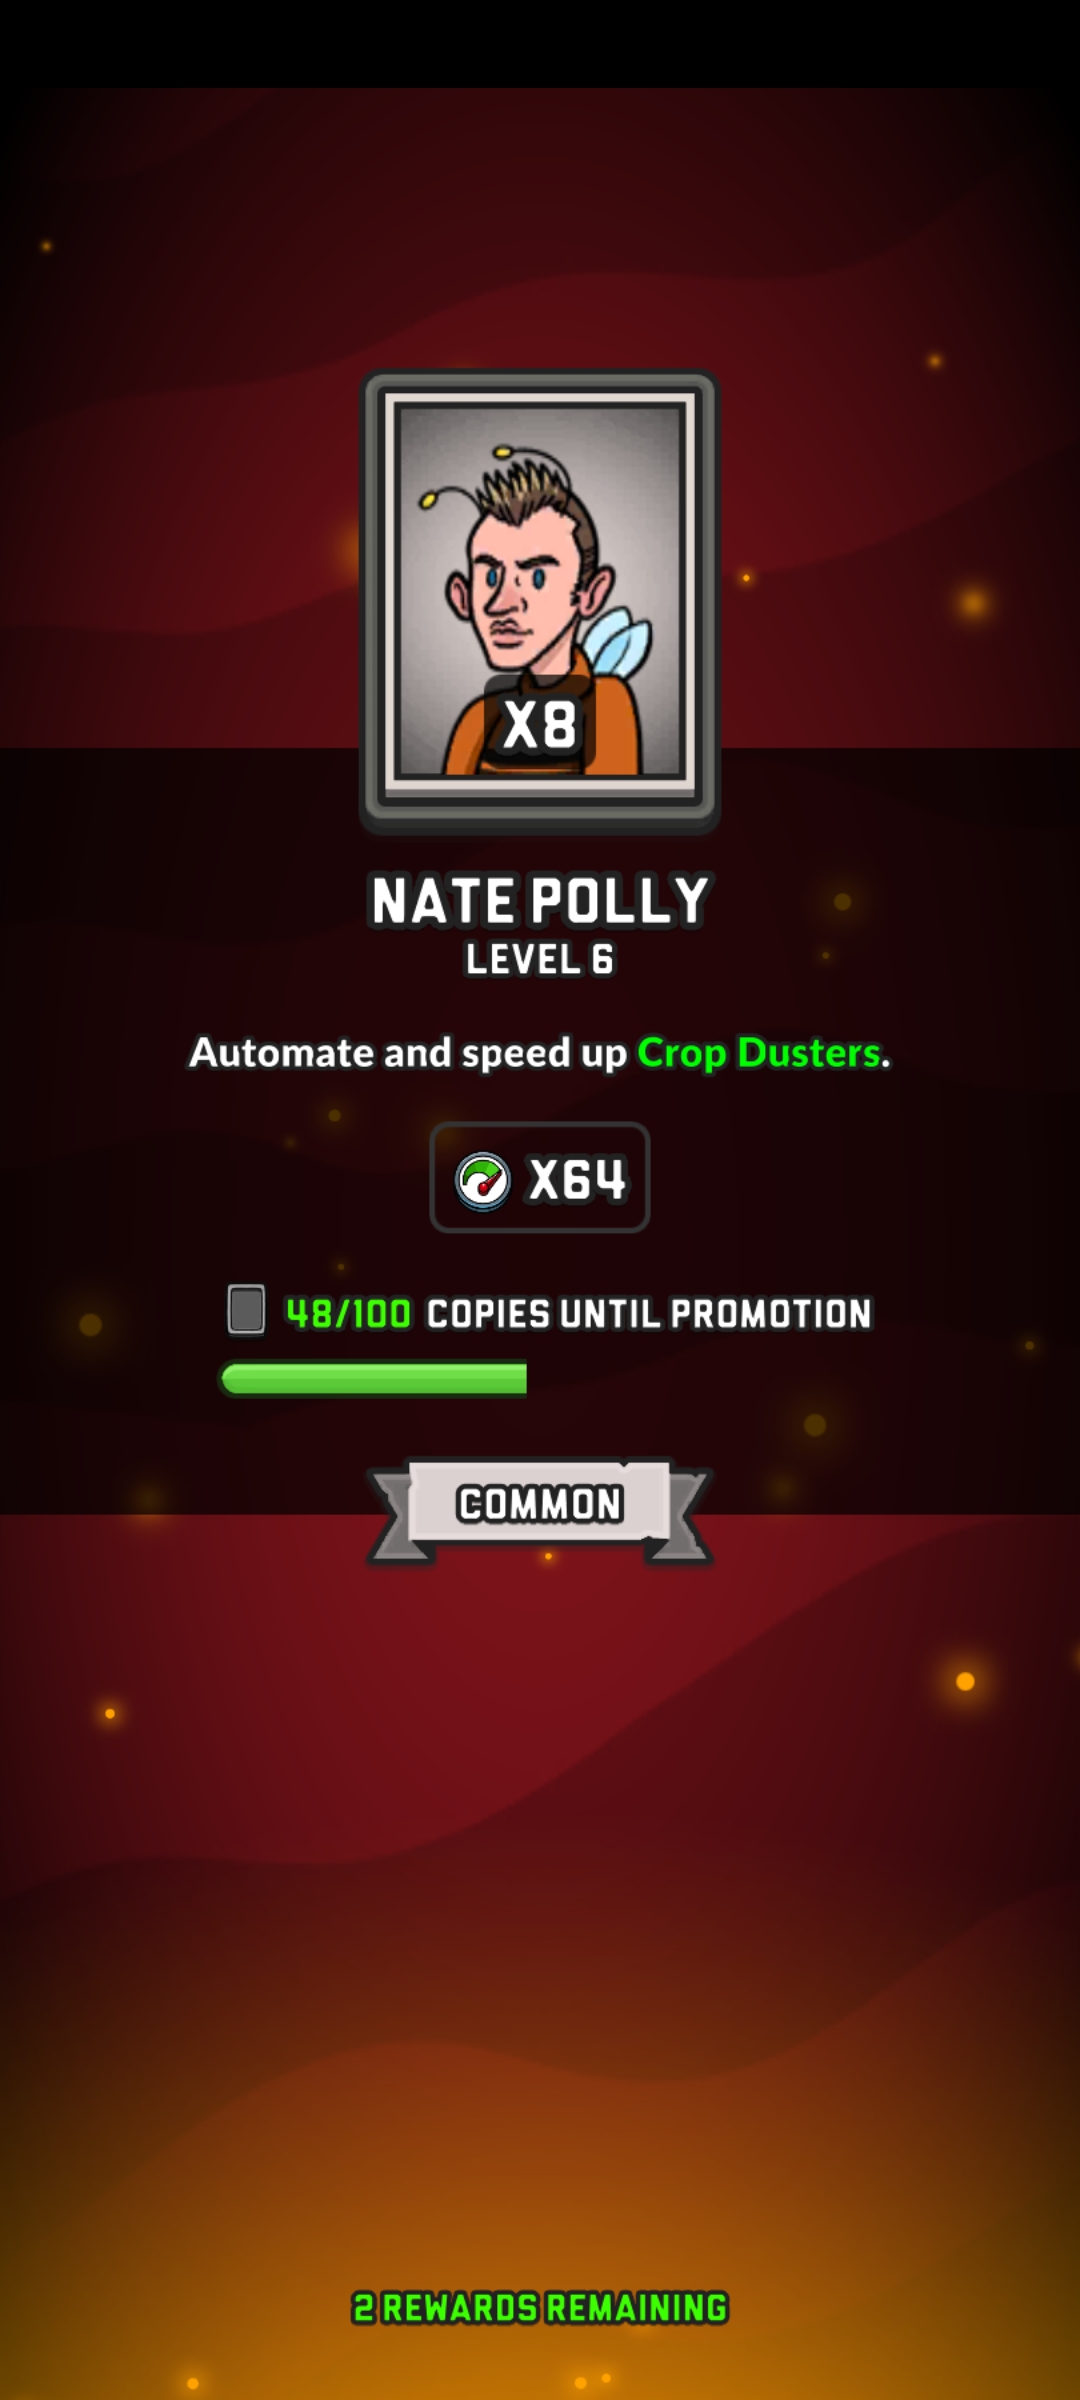 X8
NATE POLLY
LEVEL 6
Automate and speed up Crop Dusters.
X64
48/100 COPIES UNTIL PROMOTION
COMMON
2 REWARDS REMAINING